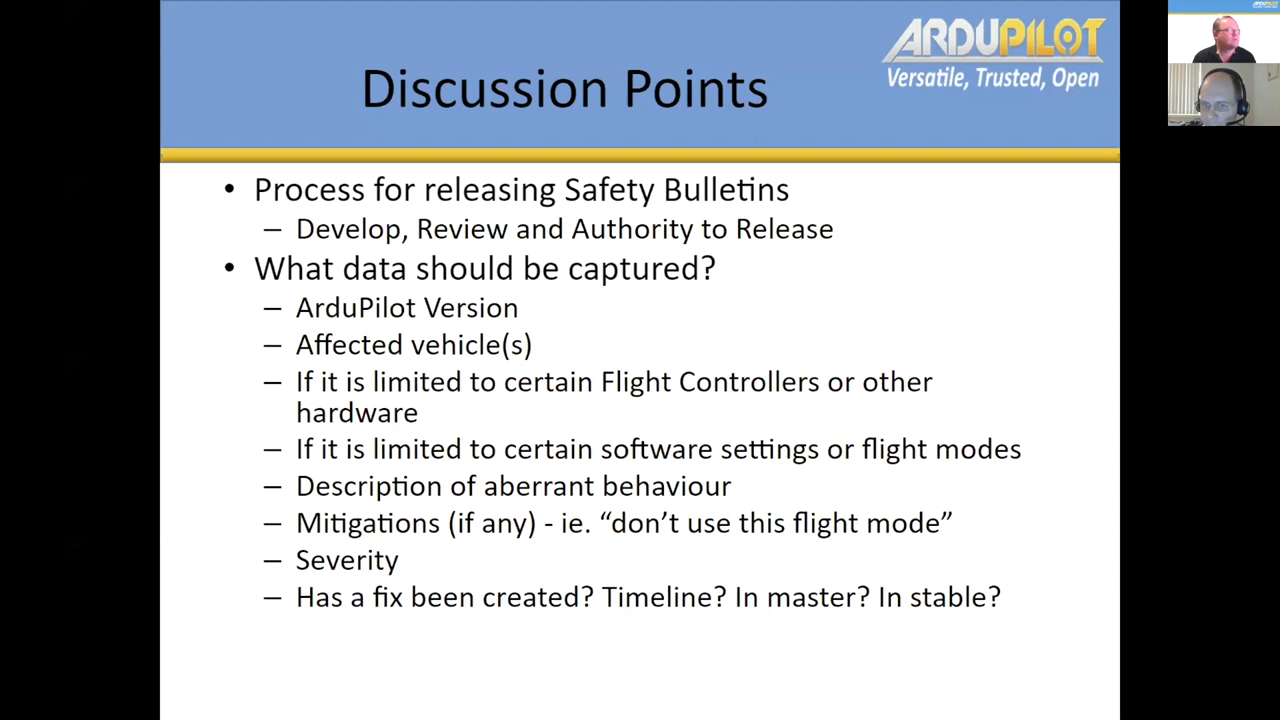 ARDUPILOT
Versatile, Trusted, Open
Discussion Points
• Process for releasing Safety Bulletins
– Develop, Review and Authority to Release
• What data should be captured?
– ArduPilot Version
– Affected vehicle(s)
– If it is limited to certain Flight Controllers or other
hardware
– If it is limited to certain software settings or flight modes
– Description of aberrant behaviour
– Mitigations (if any) - ie. “don’t use this flight mode”
– Severity
– Has a fix been created? Timeline? In master? In stable?
ARDUPILOT